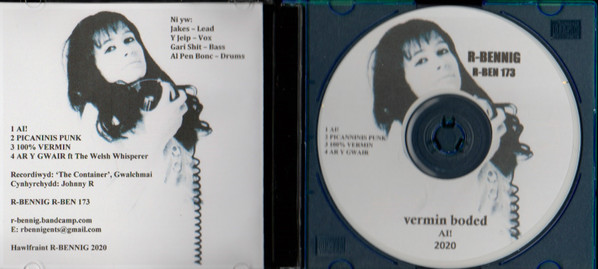 Ni yw:
Jakes – Lead
Y Jeip – Vox
Gari Shit – Bass
Al Pen Bonc – Drums
1 AI!
2 PICANINIS PUNK
3 100% VERMIN
4 AR Y GWAIR ft The Welsh Whisperer
Recordiwyd: 'The Container', Gwalchmai
Cynhyrchydd: Johnny R
R-BENNIG R-BEN 173
r-bennig.bandcamp.com
E: rbennigents@gmail.com
Hawlfraint R-BENNIG 2020
R-BENNIG
R-BEN 173
1 AI!
2 PICANNINIS PUNK
3 100% VERMIN
4 AR Y GWAIR
vermin boded
AI!
2020